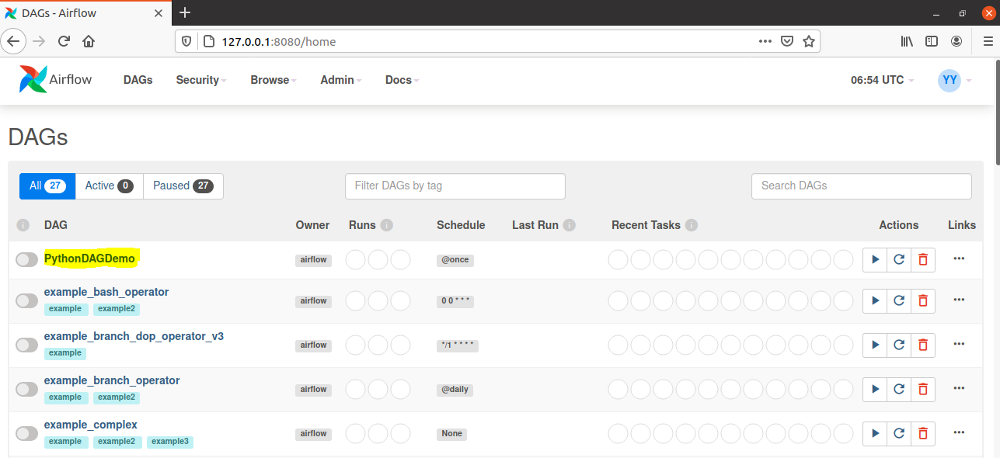 DAGs - Airflow
127.0.0.1:8080/home
Airflow DAGs Security Browse Admin Docs 06:54 UTC YY
DAGs
All 27 Active 0 Paused 27 Filter DAGs by tag Search DAGs
DAG Owner Runs Schedule Last Run Recent Tasks Actions Links
PythonDAGDemo airflow @once
example_bash_operator airflow 0 0 * * *
example example2
example_branch_dop_operator_v3 airflow */1 * * * *
example
example_branch_operator airflow @daily
example example2
example_complex airflow None
example example2 example3